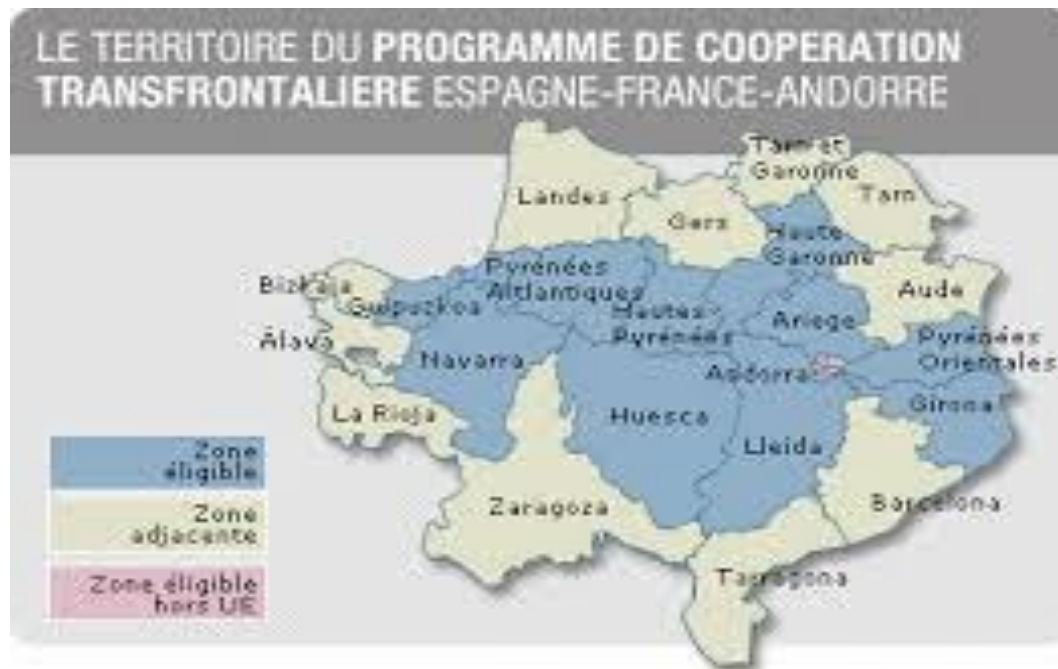 LE TERRITOIRE DU PROGRAMME DE COOPERATION
TRANSFRONTALIERE ESPAGNE-FRANCE-ANDORRE
Tarn et
Garonne
Landes
Tarn
Gers
Haute
Garonne
Pyrénées
Altlantiques
Bizkaia
Guipuzkoa
Aude
Hautes-
Pyrénées
Ariege
Pyrénées
Orientales
Álava
Navarra
Andorra
Girona
La Rioja
Huesca
Lleida
Zone
éligible
Zaragoza
Barcelona
Zone
adjacente
Zone éligible
hors UE
Tarragona